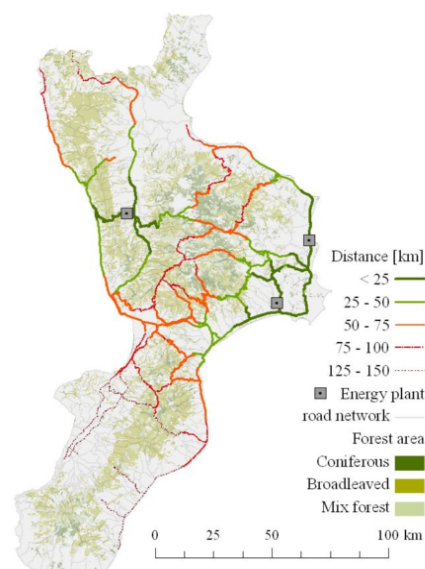 Distance [km]
< 25
25 - 50
50 - 75
75 - 100
125 - 150
Energy plant
road network
Forest area
Coniferous
Broadleaved
Mix forest
0 25 50 100 km